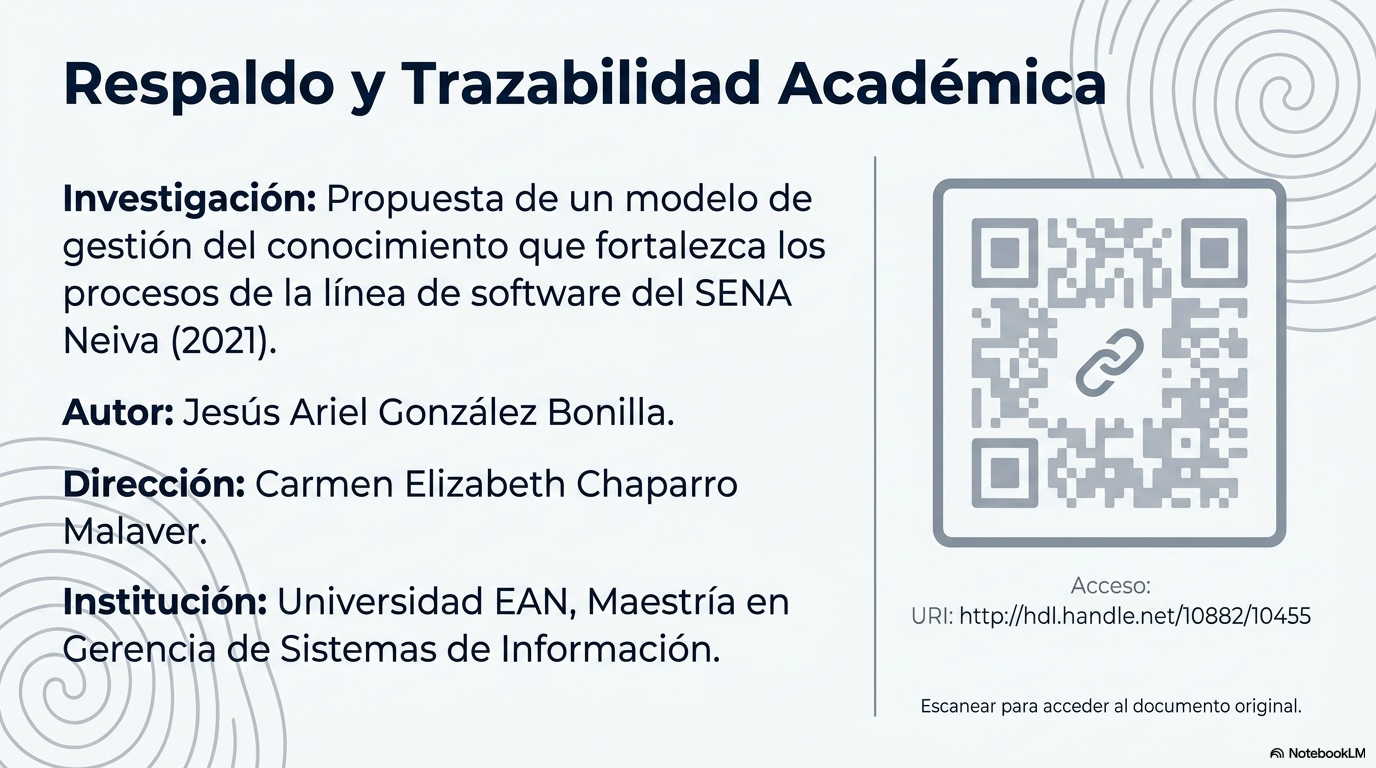 Respaldo y Trazabilidad Académica
Investigación: Propuesta de un modelo de
gestión del conocimiento que fortalezca los
procesos de la línea de software del SENA
Neiva (2021).
Autor: Jesús Ariel González Bonilla.
Dirección: Carmen Elizabeth Chaparro
Malaver.
Institución: Universidad EAN, Maestría en
Gerencia de Sistemas de Información.
Acceso:
URI: http://hdl.handle.net/10882/10455
Escanear para acceder al documento original.
NotebookLM